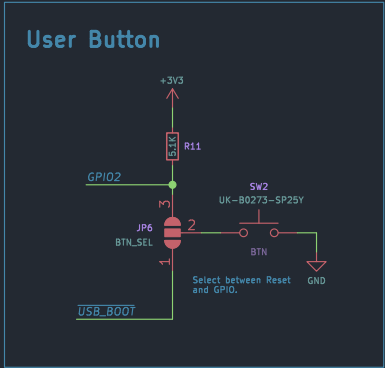 User Button
+3V3
5.1K
R11
GPIO2
SW2
UK-B0273-SP25Y
3
JP6
2
BTN_SEL
BTN
1
Select between Reset
and GPIO.
GND
USB_BOOT